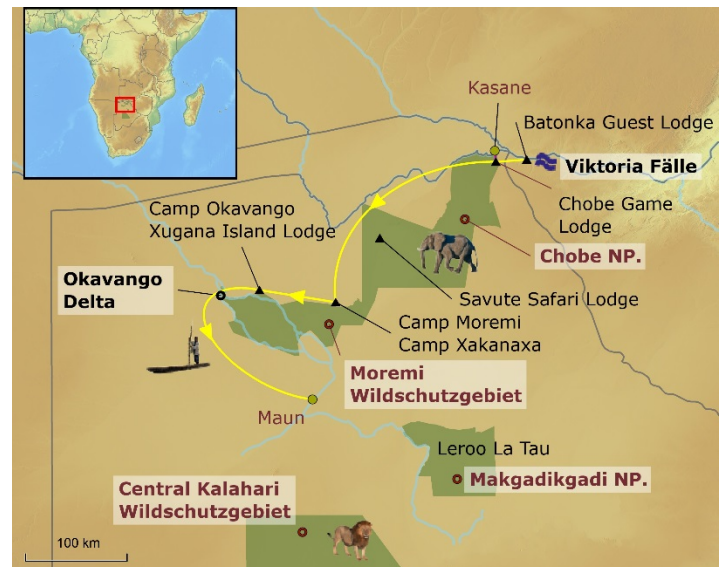 Kasane
Batonka Guest Lodge
Viktoria Fälle
Chobe Game
Lodge
Camp Okavango
Xugana Island Lodge
Chobe NP.
Okavango
Delta
Savute Safari Lodge
Camp Moremi
Camp Xakanaxa
Moremi
Wildschutzgebiet
Maun
Leroo La Tau
Makgadikgadi NP.
Central Kalahari
Wildschutzgebiet
100 km